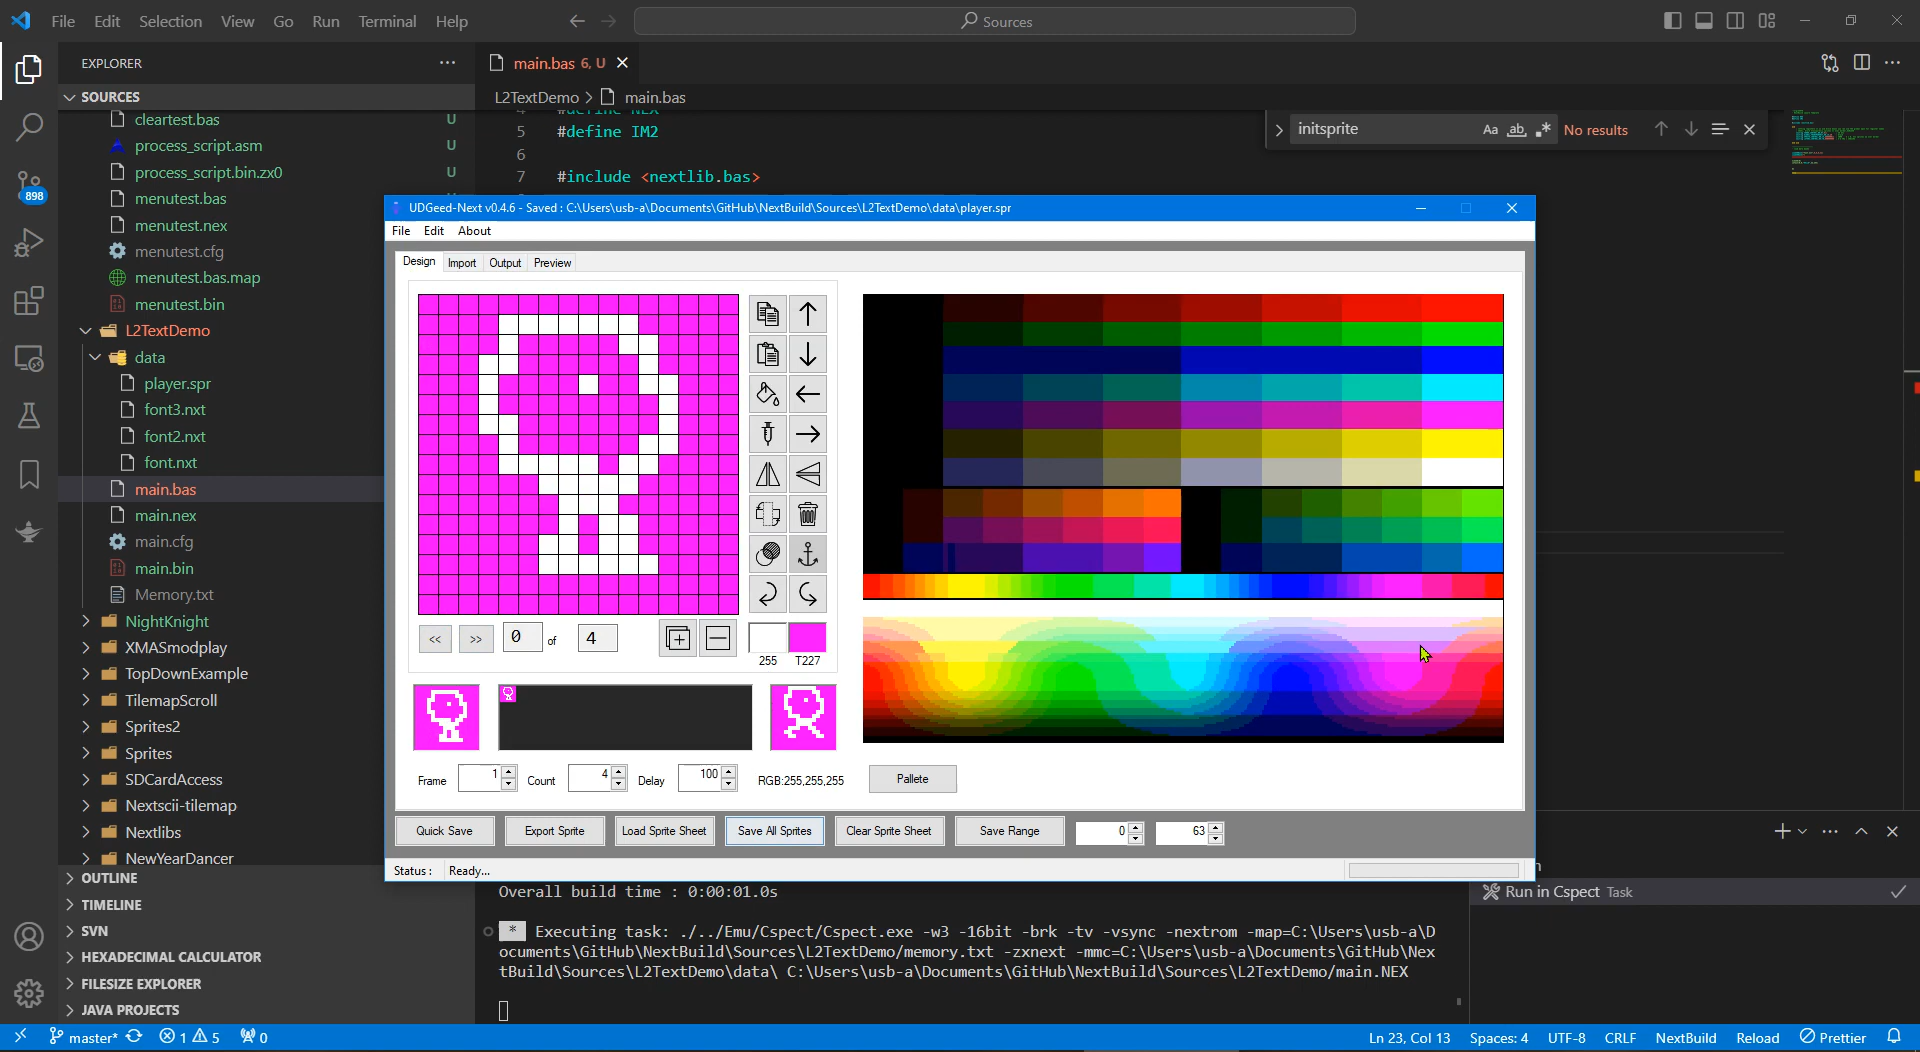 File Edit Selection View Go Run Terminal Help
Sources
EXPLORER
main.bas 6, U
SOURCES
L2TextDemo > main.bas
cleartest.bas U
process_script.asm U
process_script.bin.zx0 U
menutest.bas
menutest.nex
menutest.cfg
menutest.bas.map
menutest.bin
L2TextDemo
data
player.spr
font3.nxt
font2.nxt
font.nxt
main.bas
main.nex
main.cfg
main.bin
Memory.txt
NightKnight
XMASmodplay
TopDownExample
TilemapScroll
Sprites2
Sprites
SDCardAccess
Nextscii-tilemap
Nextlibs
NewYearDancer
OUTLINE
TIMELINE
SVN
HEXADECIMAL CALCULATOR
FILESIZE EXPLORER
JAVA PROJECTS
898
4 #define NEX
5 #define IM2
6
7 #include <nextlib.bas>
initsprite Aa ab .* No results
UDGeed-Next v0.4.6 - Saved : C:\Users\usb-a\Documents\GitHub\NextBuild\Sources\L2TextDemo\data\player.spr
File Edit About
Design Import Output Preview
<< >> 0 of 4
255 T227
Frame 1 Count 4 Delay 100 RGB:255,255,255 Pallete
Quick Save Export Sprite Load Sprite Sheet Save All Sprites Clear Sprite Sheet Save Range 0 63
Status : Ready...
Overall build time : 0:00:01.0s
* Executing task: ./../Emu/Cspect/Cspect.exe -w3 -16bit -brk -tv -vsync -nextrom -map=C:\Users\usb-a\D
ocuments\GitHub\NextBuild\Sources\L2TextDemo/memory.txt -zxnext -mmc=C:\Users\usb-a\Documents\GitHub\Nex
tBuild\Sources\L2TextDemo\data\ C:\Users\usb-a\Documents\GitHub\NextBuild\Sources\L2TextDemo/main.NEX
Run in Cspect Task
master* 1 5 0
Ln 23, Col 13 Spaces: 4 UTF-8 CRLF NextBuild Reload Prettier